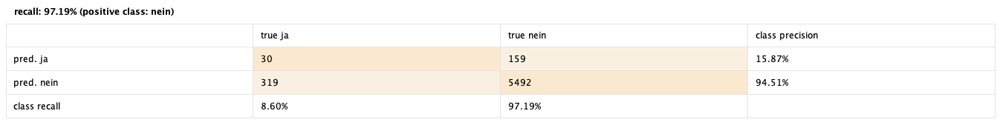 recall: 97.19% (positive class: nein)
true ja true nein class precision
pred. ja 30 159 15.87%
pred. nein 319 5492 94.51%
class recall 8.60% 97.19%